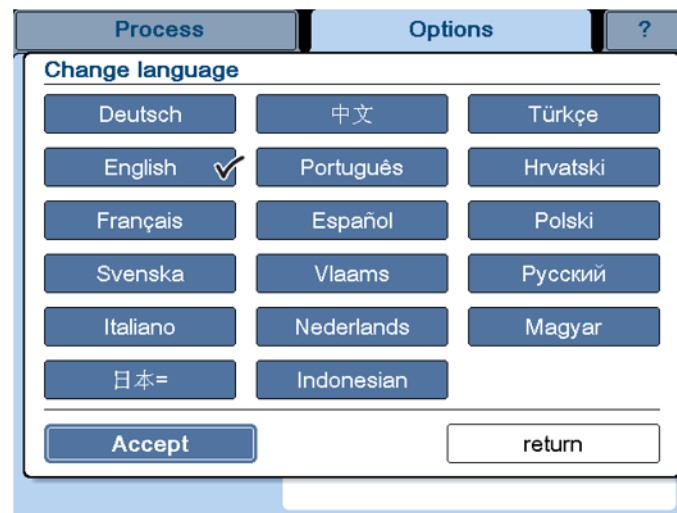 Process Options ?
Change language
Deutsch 中文 Türkçe
English Português Hrvatski
Français Español Polski
Svenska Vlaams Русский
Italiano Nederlands Magyar
日本= Indonesian
Accept return